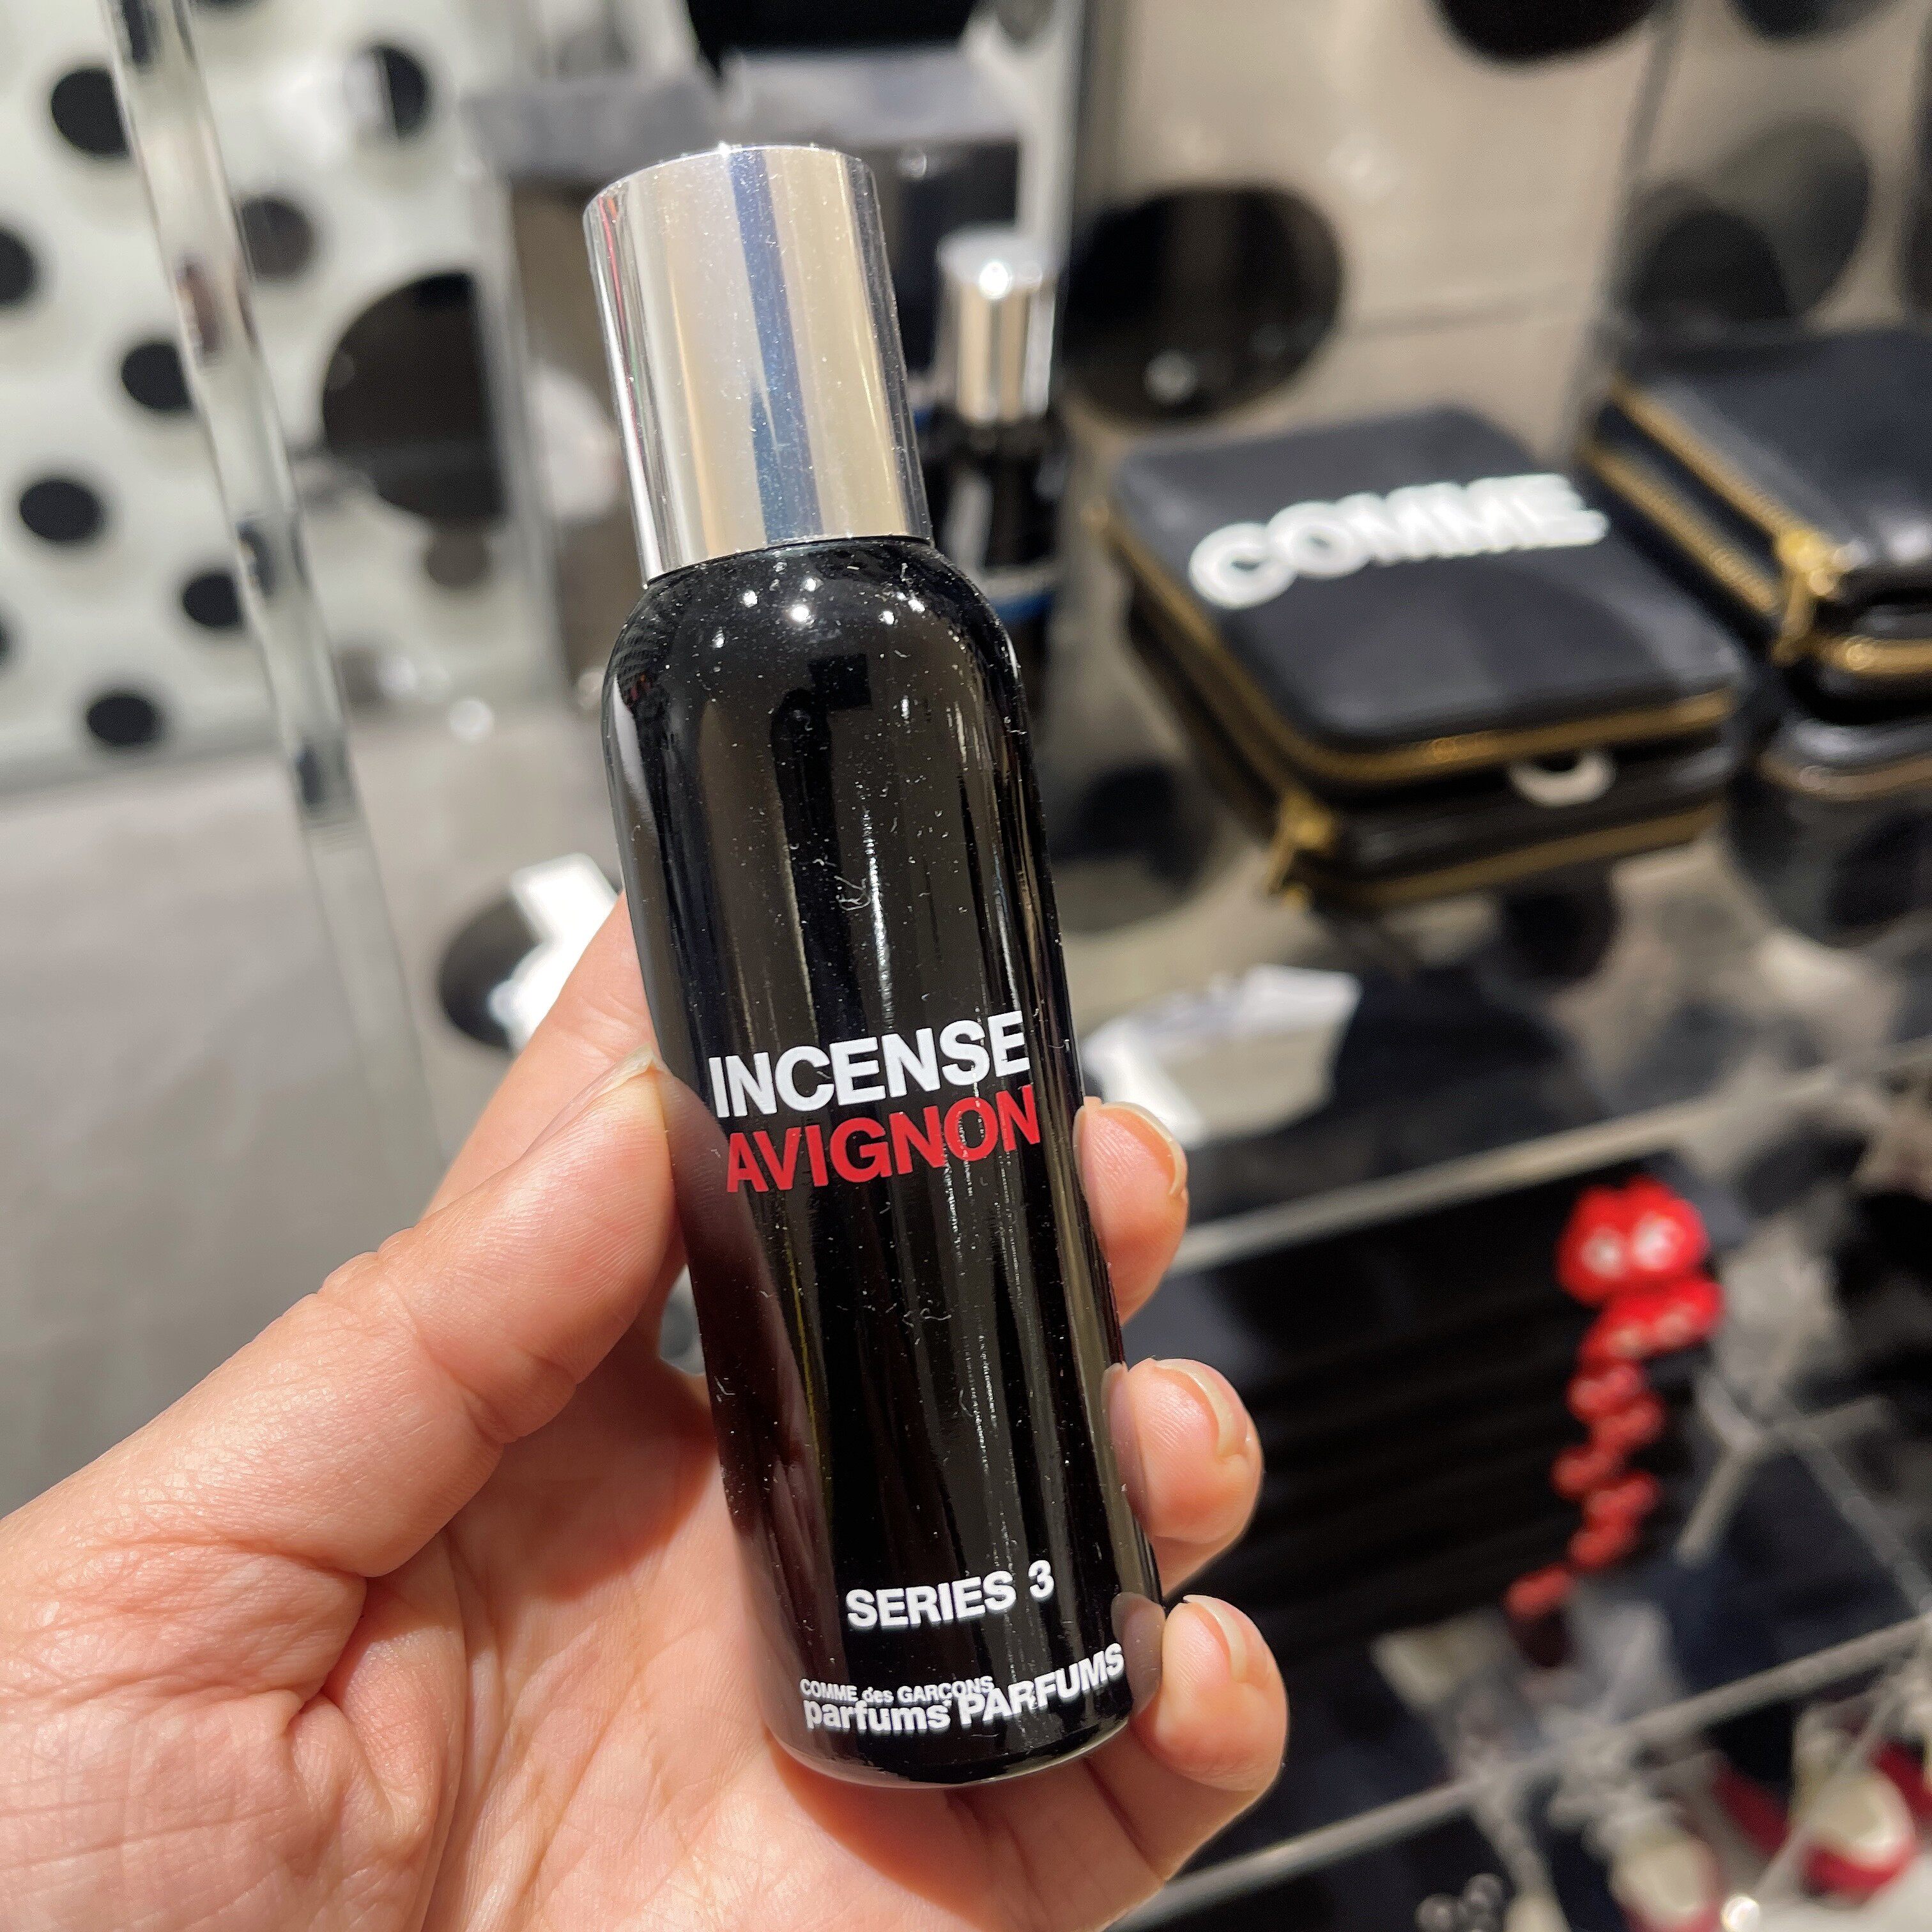 COMME
INCENSE
AVIGNON
SERIES 3
COMME des GARÇONS
parfums PARFUMS